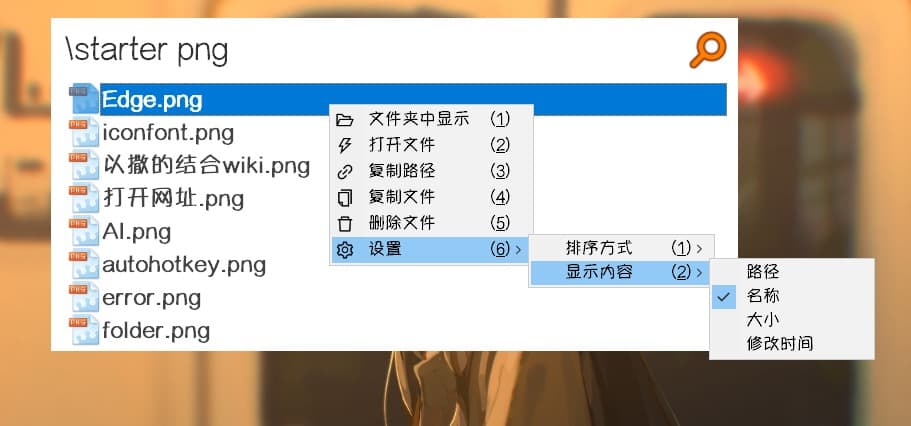 \starter png
Edge.png
iconfont.png
以撒的结合wiki.png
打开网址.png
AI.png
autohotkey.png
error.png
folder.png
文件夹中显示 (1)
打开文件 (2)
复制路径 (3)
复制文件 (4)
删除文件 (5)
设置 (6) >
排序方式 (1) >
显示内容 (2) >
路径
名称
大小
修改时间